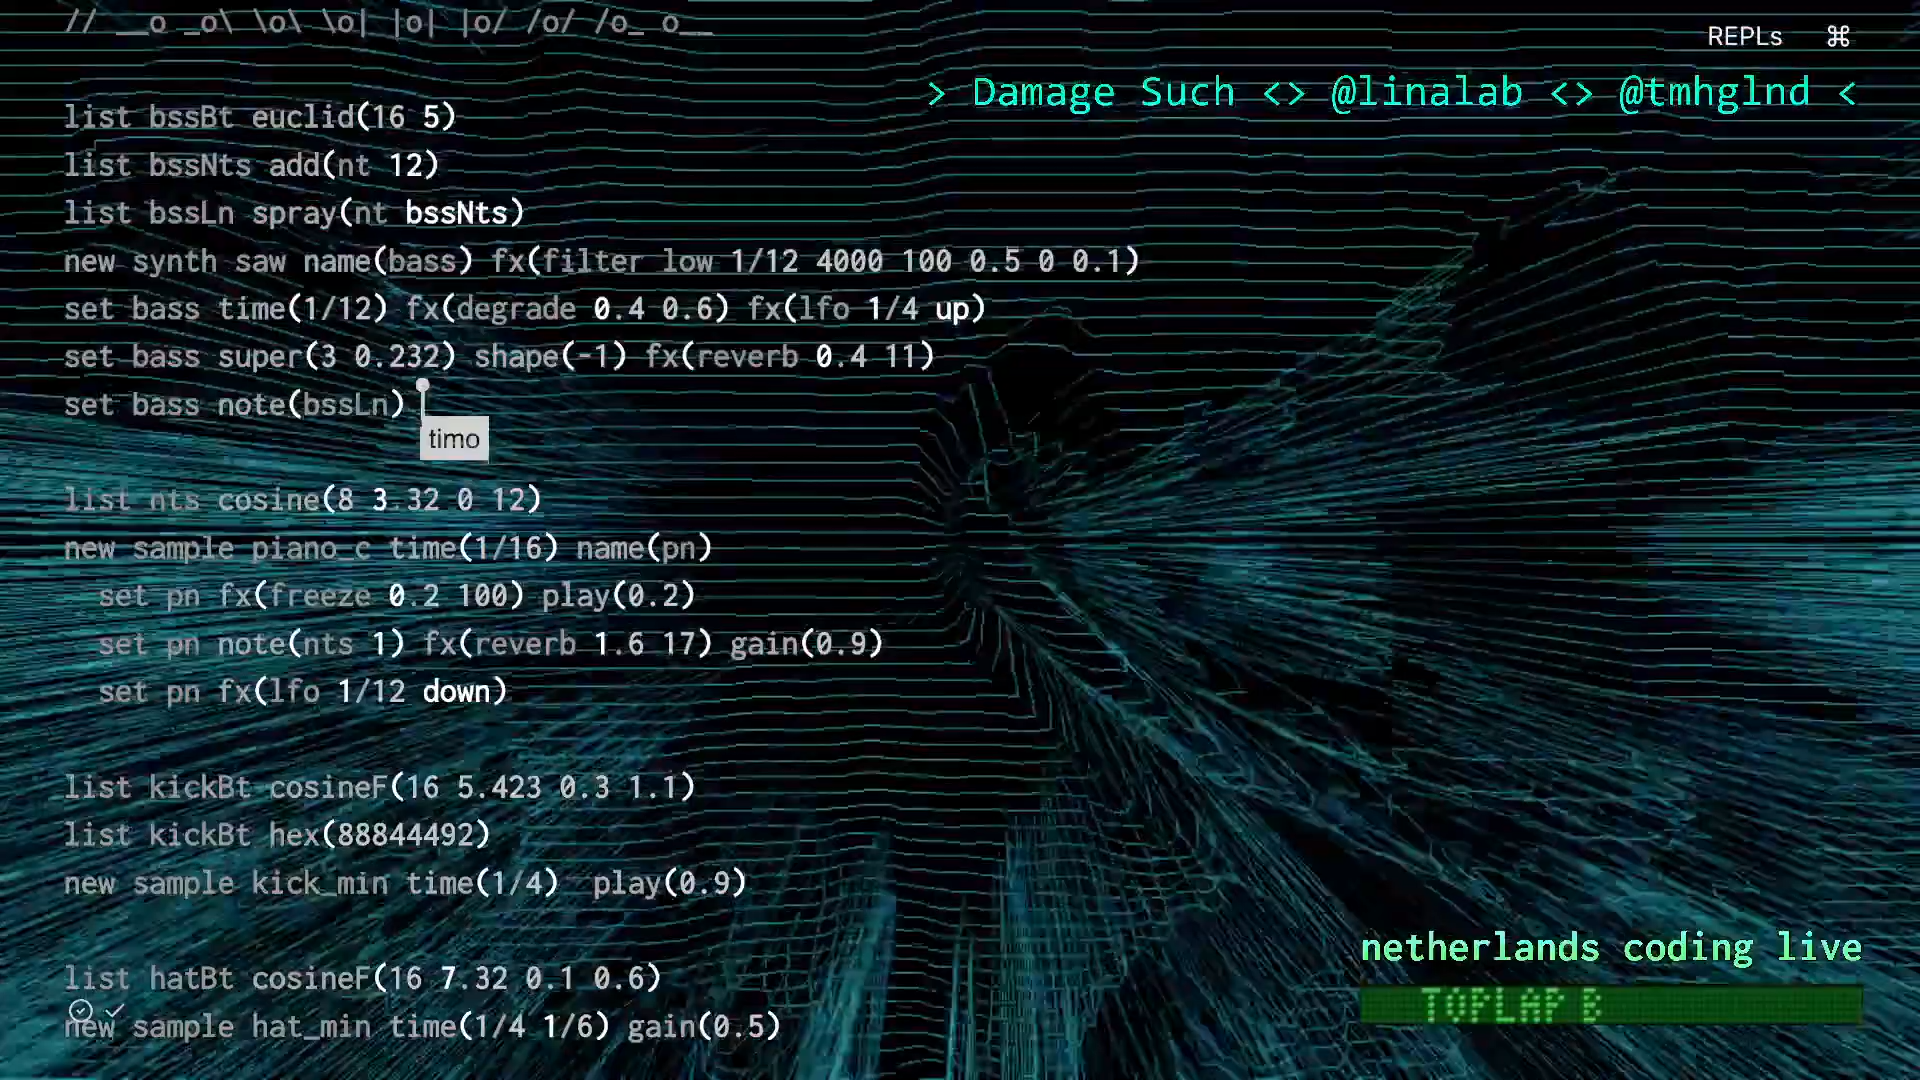 // __o _o\ \o\ \o| |o| |o/ /o/ /o_ o__
REPLs ⌘
> Damage Such <> @linalab <> @tmhglnd <
list bssBt euclid(16 5)
list bssNts add(nt 12)
list bssLn spray(nt bssNts)
new synth saw name(bass) fx(filter low 1/12 4000 100 0.5 0 0.1)
set bass time(1/12) fx(degrade 0.4 0.6) fx(lfo 1/4 up)
set bass super(3 0.232) shape(-1) fx(reverb 0.4 11)
set bass note(bssLn)
timo
list nts cosine(8 3.32 0 12)
new sample piano_c time(1/16) name(pn)
set pn fx(freeze 0.2 100) play(0.2)
set pn note(nts 1) fx(reverb 1.6 17) gain(0.9)
set pn fx(lfo 1/12 down)
list kickBt cosineF(16 5.423 0.3 1.1)
list kickBt hex(88844492)
new sample kick_min time(1/4)  play(0.9)
list hatBt cosineF(16 7.32 0.1 0.6)
new sample hat_min time(1/4 1/6) gain(0.5)
netherlands coding live
TOPLAP B